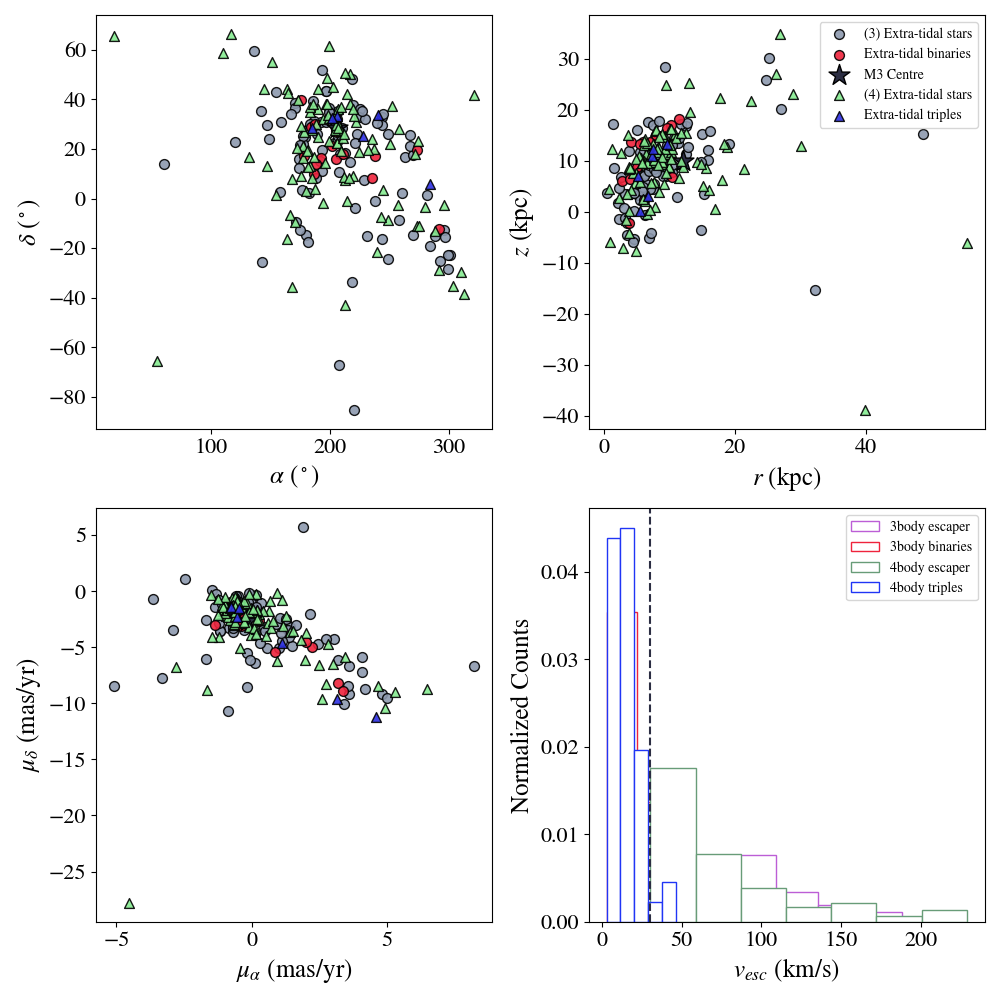 60
40
20
0
−20
−40
−60
−80
δ (°)
100
200
300
α (°)
30
20
10
0
−10
−20
−30
−40
z (kpc)
0
20
40
r (kpc)
(3) Extra-tidal stars
Extra-tidal binaries
M3 Centre
(4) Extra-tidal stars
Extra-tidal triples
5
0
−5
−10
−15
−20
−25
μδ (mas/yr)
−5
0
5
μα (mas/yr)
0.04
0.03
0.02
0.01
0.00
Normalized Counts
0
50
100
150
200
vesc (km/s)
3body escaper
3body binaries
4body escaper
4body triples